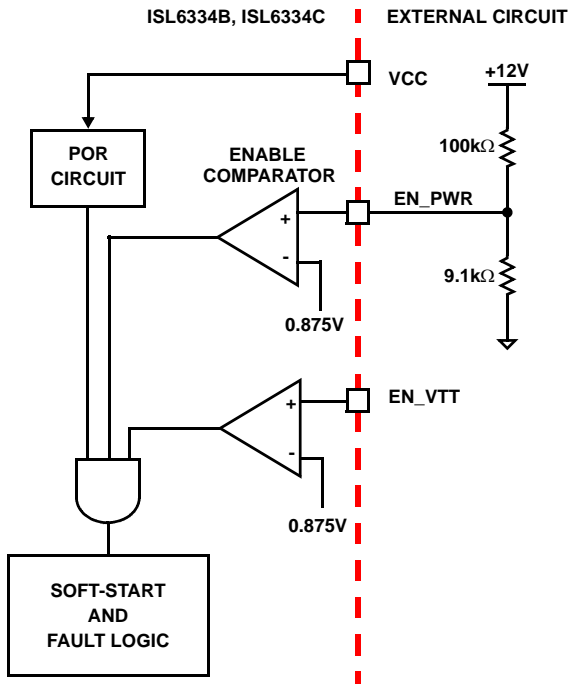 ISL6334B, ISL6334C
EXTERNAL CIRCUIT
VCC
+12V
POR
CIRCUIT
ENABLE
COMPARATOR
100kΩ
+
-
EN_PWR
9.1kΩ
0.875V
+
-
EN_VTT
0.875V
SOFT-START
AND
FAULT LOGIC